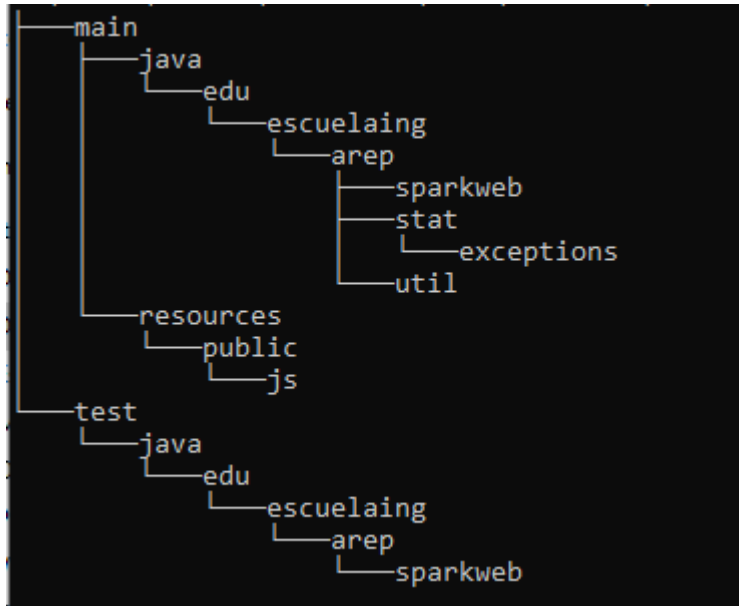 main
java
edu
escuelaing
arep
sparkweb
stat
exceptions
util
resources
public
js
test
java
edu
escuelaing
arep
sparkweb